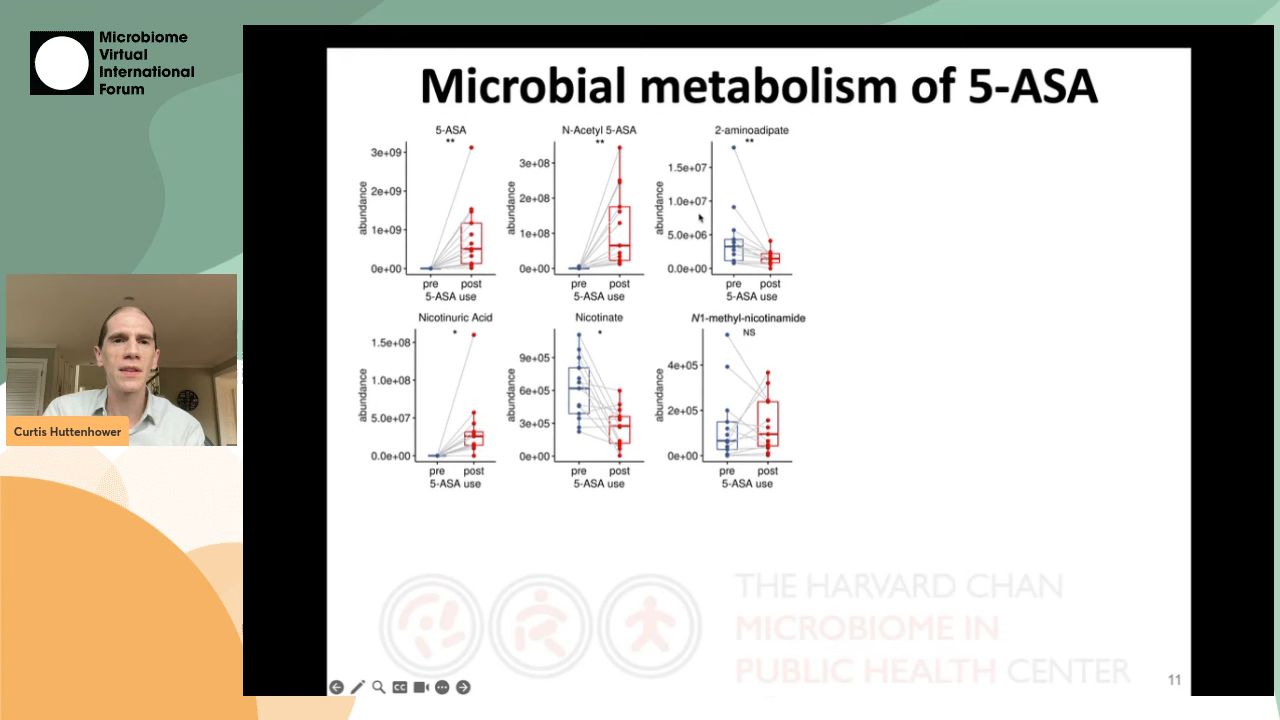 Microbiome
Virtual
International
Forum
Microbial metabolism of 5-ASA
5-ASA
**
abundance
3e+09
2e+09
1e+09
0e+00
pre post
5-ASA use
N-Acetyl 5-ASA
**
abundance
3e+08
2e+08
1e+08
0e+00
pre post
5-ASA use
2-aminoadipate
**
abundance
1.5e+07
1.0e+07
5.0e+06
0.0e+00
pre post
5-ASA use
Nicotinuric Acid
*
abundance
1.5e+08
1.0e+08
5.0e+07
0.0e+00
pre post
5-ASA use
Nicotinate
*
abundance
9e+05
6e+05
3e+05
0e+00
pre post
5-ASA use
N1-methyl-nicotinamide
NS
abundance
4e+05
2e+05
0e+00
pre post
5-ASA use
Curtis Huttenhower
THE HARVARD CHAN
MICROBIOME IN
PUBLIC HEALTH CENTER
11
CC